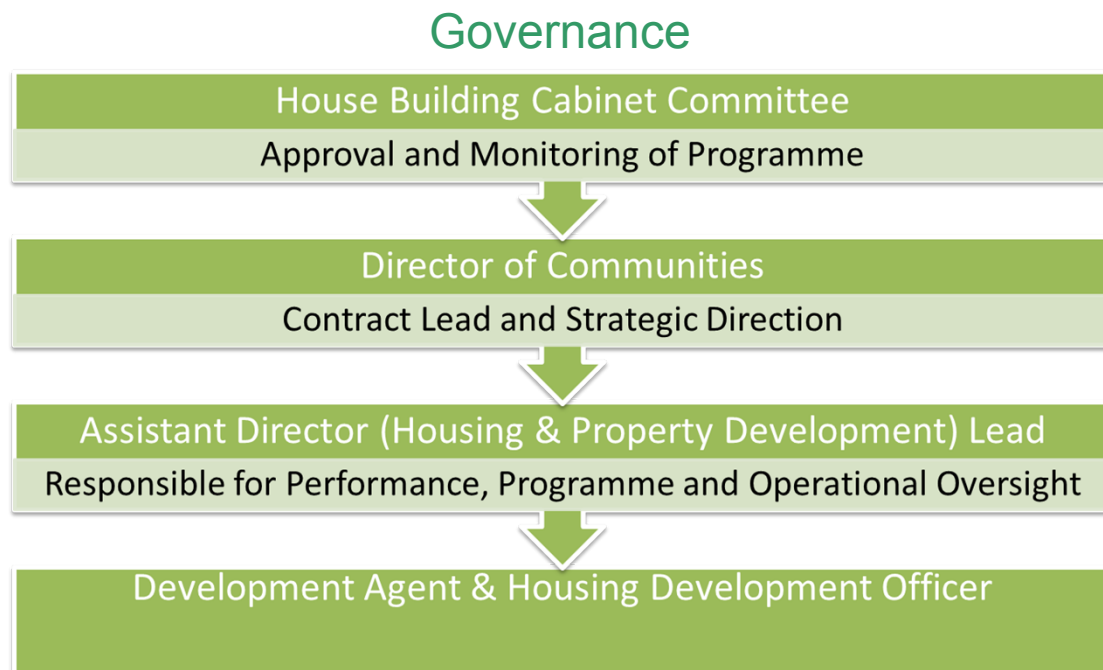 Governance
House Building Cabinet Committee
Approval and Monitoring of Programme
Director of Communities
Contract Lead and Strategic Direction
Assistant Director (Housing & Property Development) Lead
Responsible for Performance, Programme and Operational Oversight
Development Agent & Housing Development Officer